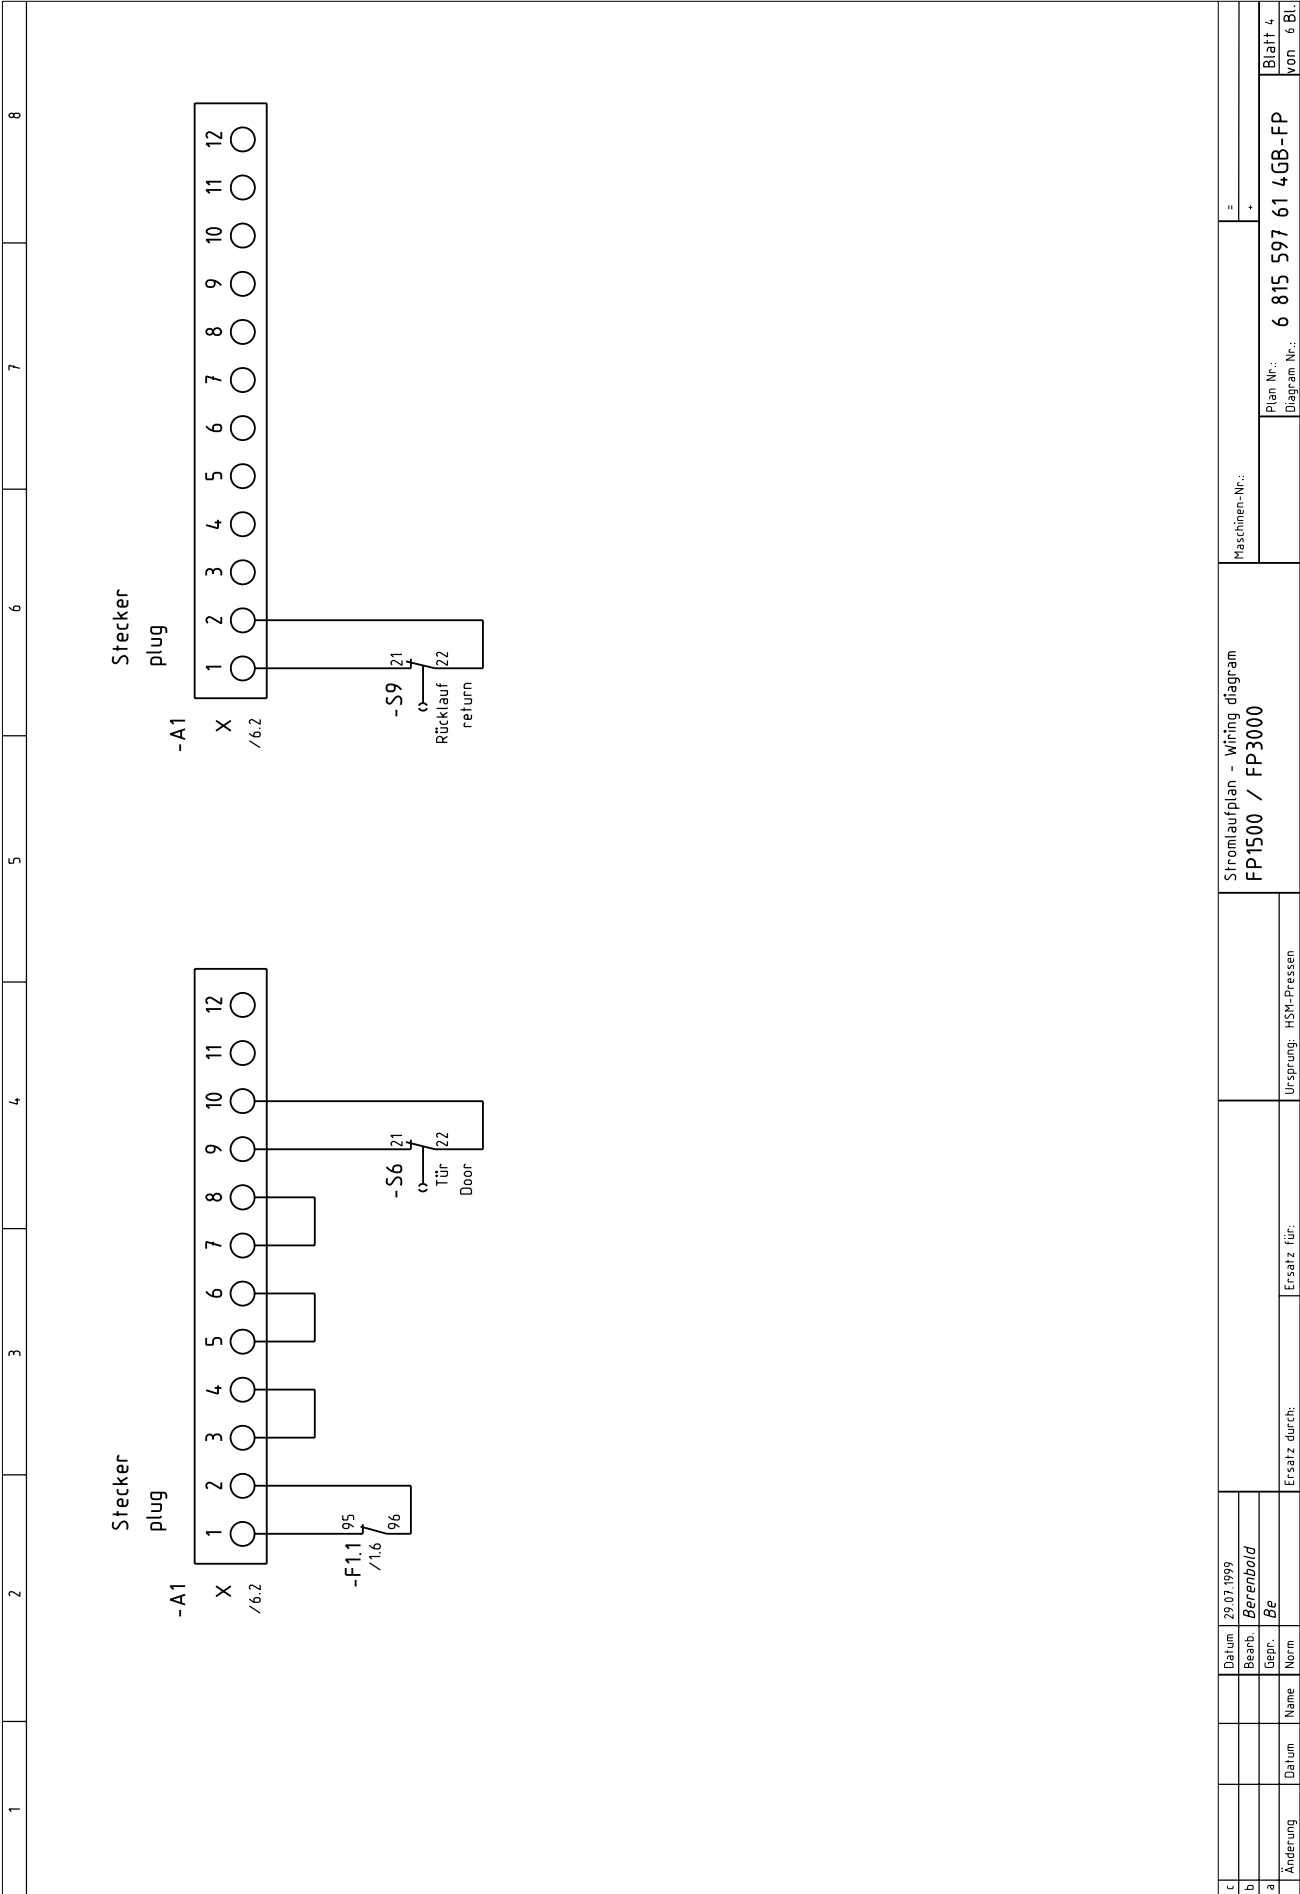 1 2 3 4 5 6 7 8
Stecker
plug
-A1
X
/6.2
1 2 3 4 5 6 7 8 9 10 11 12
-F1.1
/1.6
95
96
-S6
21
22
Tür
Door
Stecker
plug
-A1
X
/6.2
1 2 3 4 5 6 7 8 9 10 11 12
-S9
21
22
Rücklauf
return
c
b
a
Änderung
Datum
Name
Datum 29.07.1999
Bearb. Berenbold
Gepr. Be
Norm
Ersatz durch:
Ersatz für:
Ursprung: HSM-Pressen
Stromlaufplan - Wiring diagram
FP1500 / FP3000
Maschinen-Nr.:
=
+
Plan Nr.:
Diagram Nr.:
6 815 597 61 4GB-FP
Blatt 4
von 6 Bl.